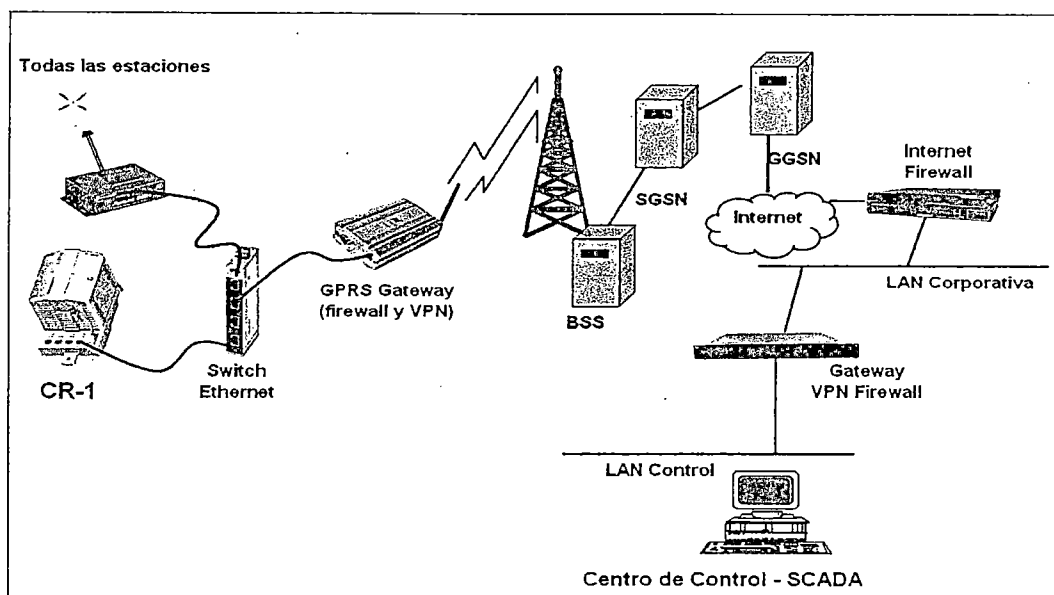 Todas las estaciones
GGSN
Internet
Firewall
SGSN
Internet
GPRS Gateway
(firewall y VPN)
LAN Corporativa
BSS
CR-1
Switch
Ethernet
Gateway
VPN Firewall
LAN Control
Centro de Control - SCADA